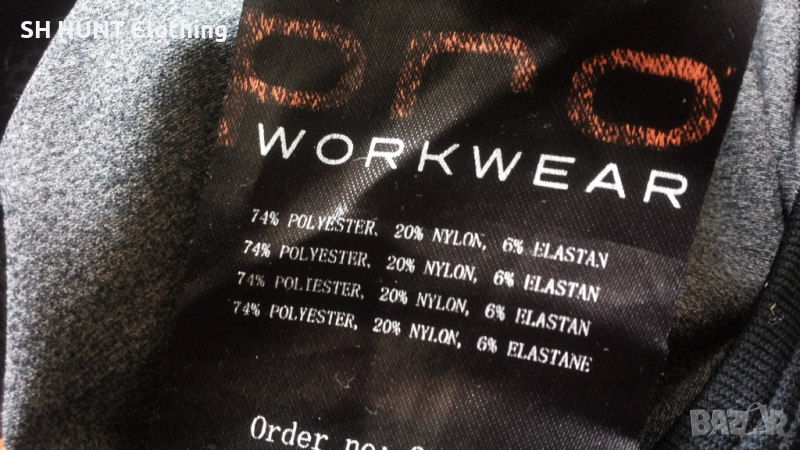 SH HUNT Clothing
pro
WORKWEAR
74% POLYESTER, 20% NYLON, 6% ELASTAN
74% POLYESTER, 20% NYLON, 6% ELASTAN
74% POLIESTER, 20% NYLON, 6% ELASTAN
74% POLYESTER, 20% NYLON, 6% ELASTANE
Order no:
BAZAR